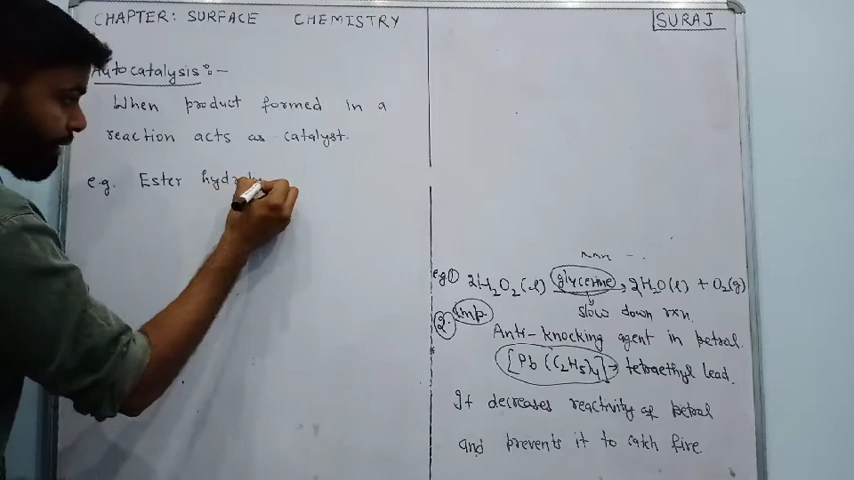 CHAPTER: SURFACE CHEMISTRY
SURAJ
Autocatalysis:-
When product formed in a
reaction acts as catalyst.
e.g. Ester hydro
e.g ① 2H₂O₂(l) glycerine → 2H₂O(l) + O₂(g)
slow down rxn.
2. imp
Anti-knocking agent in petrol.
[Pb(C₂H₅)₄] → tetraethyl lead.
It decreases reactivity of petrol
and prevents it to catch fire.